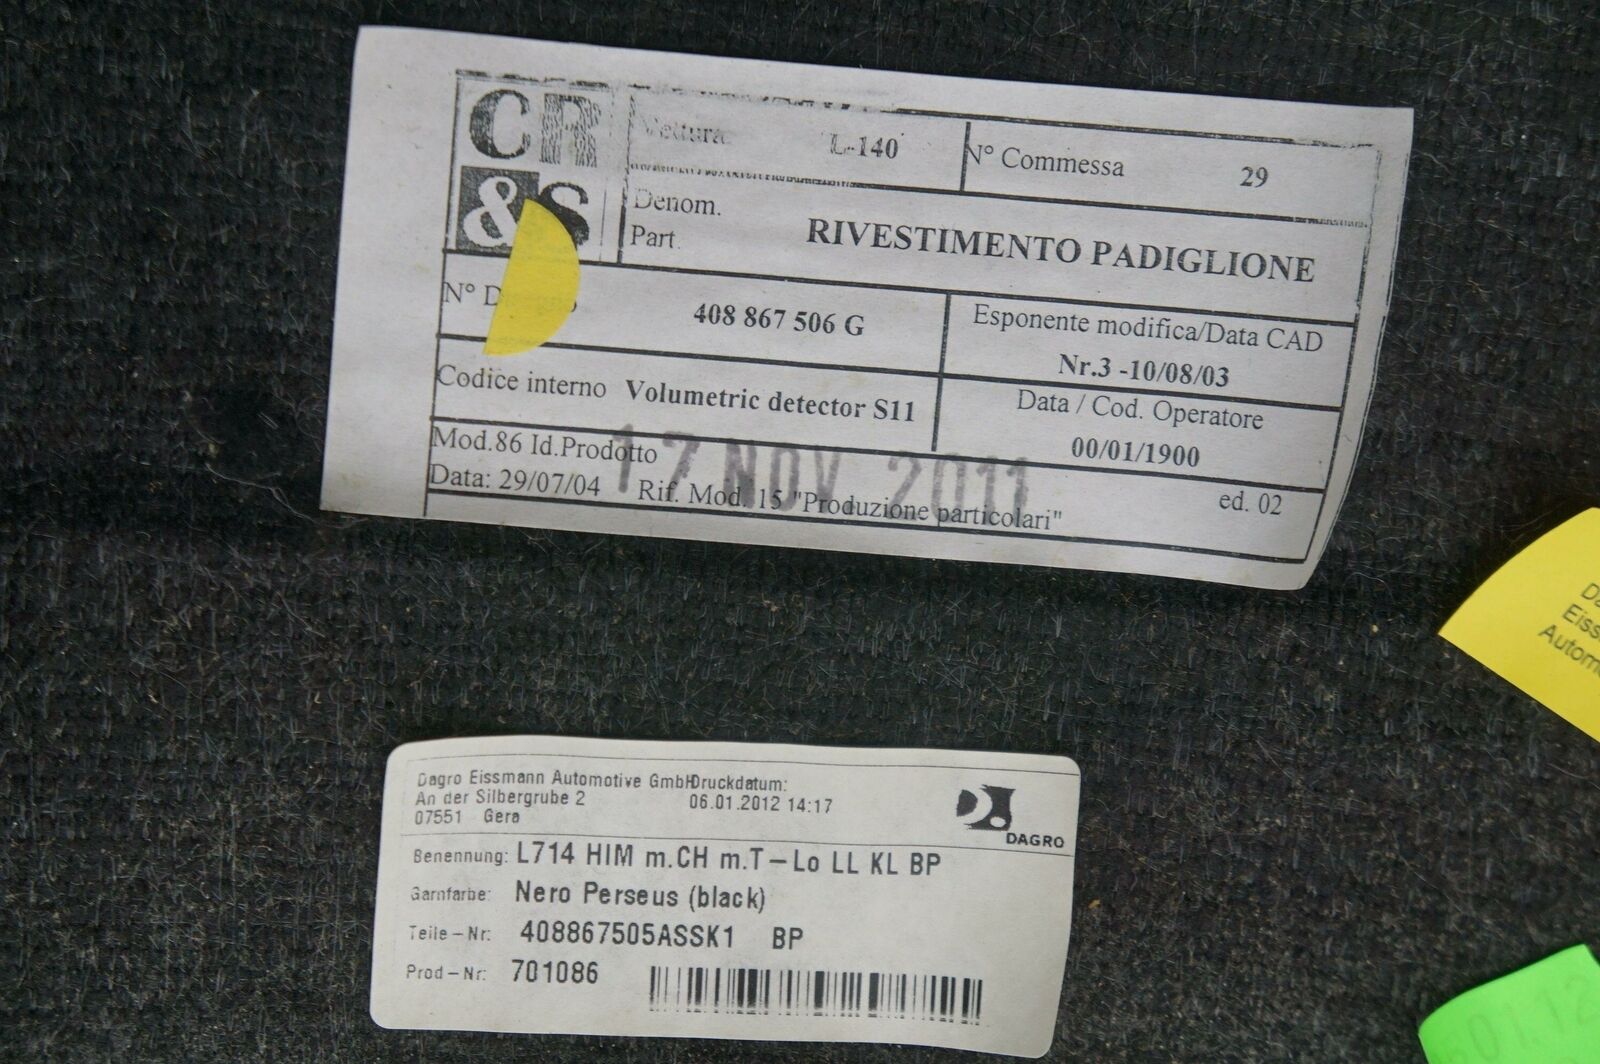 CR
&S
Vettura L-140 N° Commessa 29
Denom.
Part. RIVESTIMENTO PADIGLIONE
N° 408 867 506 G Esponente modifica/Data CAD
Nr.3 -10/08/03
Codice interno Volumetric detector S11 Data / Cod. Operatore
00/01/1900
Mod.86 Id.Prodotto
17 NOV 2011
Data: 29/07/04 Rif. Mod. 15 "Produzione particolari" ed. 02
Dagro Eissmann Automotive GmbH Druckdatum:
An der Silbergrube 2 06.01.2012 14:17
07551 Gera
DAGRO
Benennung: L714 HIM m.CH m.T-Lo LL KL BP
Garnfarbe: Nero Perseus (black)
Teile-Nr: 408867505ASSK1 BP
Prod-Nr: 701086